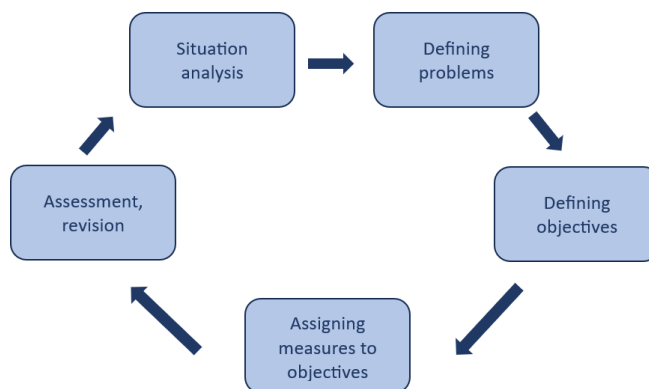 Situation
analysis
Defining
problems
Defining
objectives
Assigning
measures to
objectives
Assessment,
revision